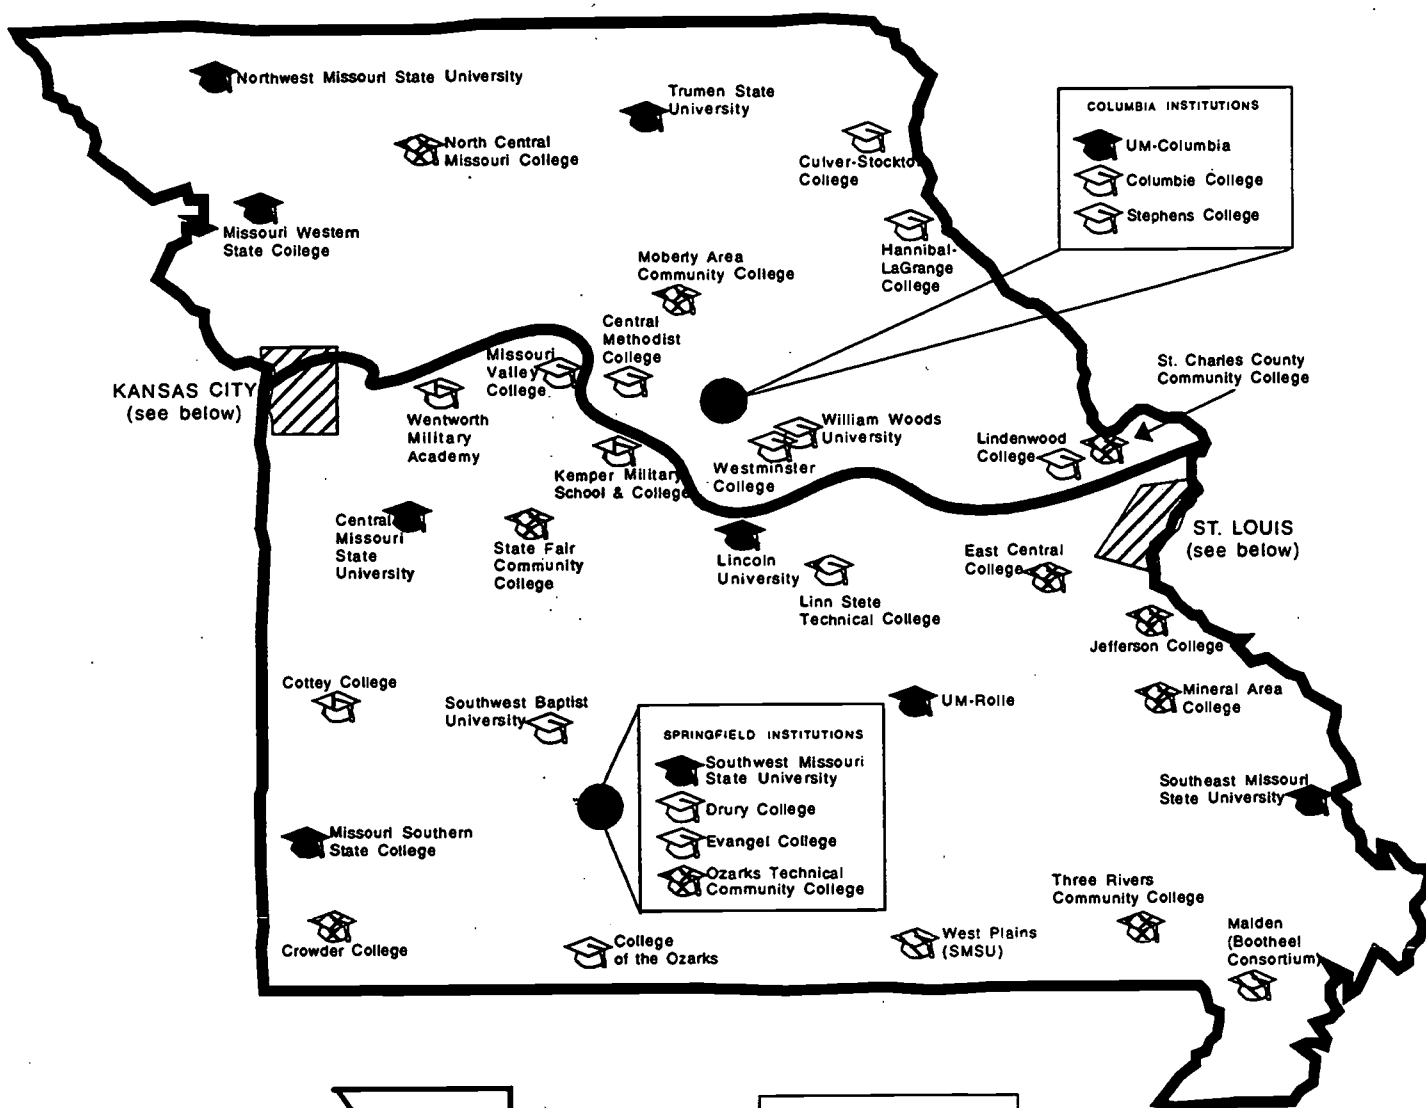 Northwest Missouri State University
Trumen State
University
North Central
Missouri College
Culver-Stockto
College
COLUMBIA INSTITUTIONS
UM-Columbia
Columbie College
Stephens College
Missouri Western
State College
Hannibal-
LaGrange
College
Moberly Area
Community College
Central
Methodist
College
Missouri
Valley
College
St. Charles County
Community College
KANSAS CITY
(see below)
Wentworth
Military
Academy
William Woods
University
Lindenwood
College
Kemper Military
School & College
Westminster
College
Central
Missouri
State
University
State Fair
Community
College
Lincoln
University
Linn Stete
Technical College
East Central
College
ST. LOUIS
(see below)
Jefferson College
Cottey College
Southwest Baptist
University
UM-Rolle
Mineral Area
College
SPRINGFIELD INSTITUTIONS
Southwest Missouri
State University
Drury College
Evangel College
Ozarks Technical
Community College
Southeast Missouri
Stete University
Missouri Southern
State College
Three Rivers
Community College
Crowder College
College
of the Ozarks
West Plains
(SMSU)
Malden
(Bootheel
Consortium)